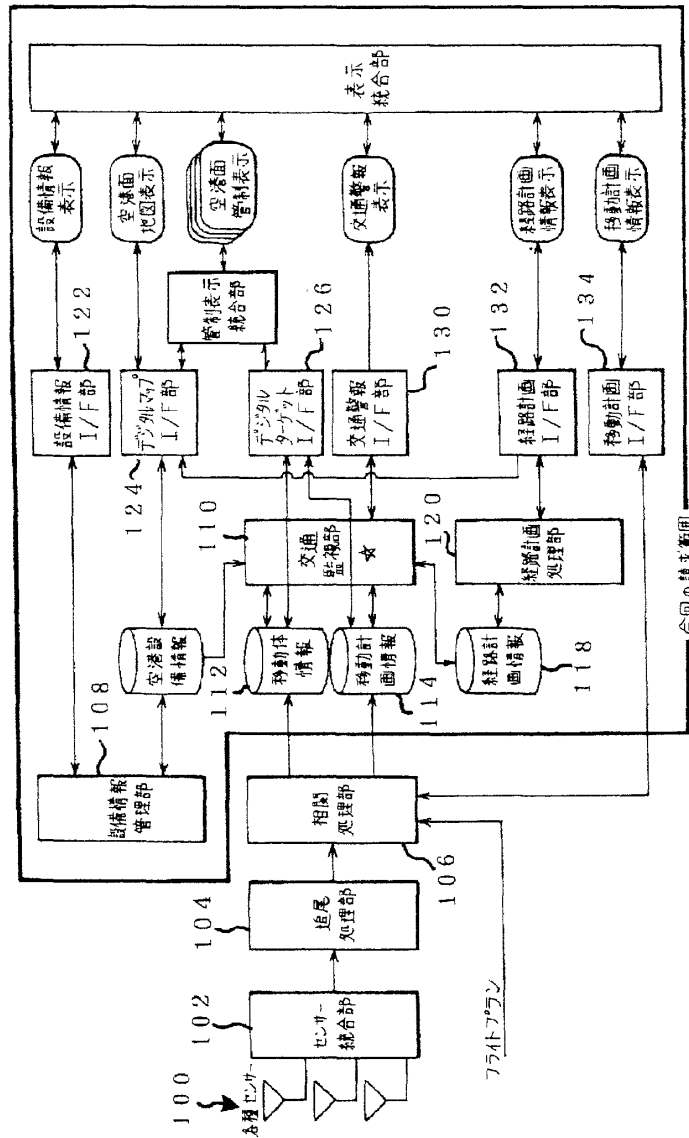 100
各種センサー
102
センサー
統合部
104
追尾
処理部
106
相関
処理部
フライトプラン
108
設備情報
管理部
空港設
備情報
112
移動体
情報
移動計
画情報
114
経路計
画情報
118
110
交通
監視部
☆
120
経路計画
処理部
今回の請求範囲
設備情報
I/F部
122
124
デジタルマップ
I/F部
デジタル
ターゲット
I/F部
126
交通警報
I/F部
130
経路計画
I/F部
132
移動計画
I/F部
134
管制表示
統合部
設備情報
表示
空港面
地図表示
空港面
管制表示
交通警報
表示
経路計画
情報表示
移動計画
情報表示
表示
統合部